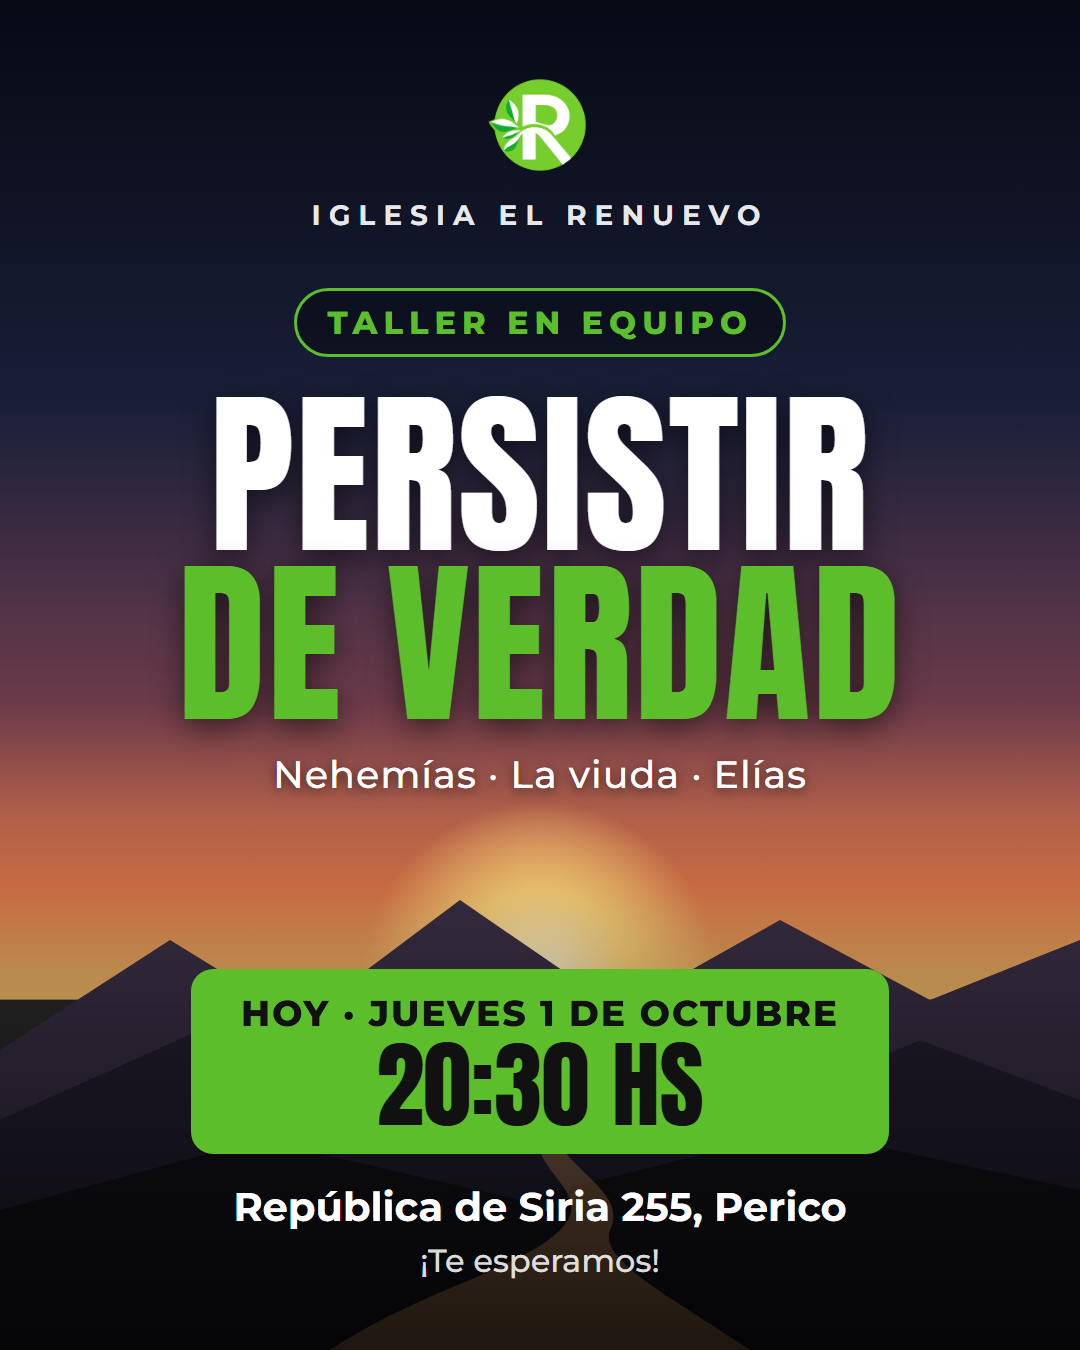 R
IGLESIA EL RENUEVO
TALLER EN EQUIPO
PERSISTIR
DE VERDAD
Nehemías · La viuda · Elías
HOY · JUEVES 1 DE OCTUBRE
20:30 HS
República de Siria 255, Perico
¡Te esperamos!